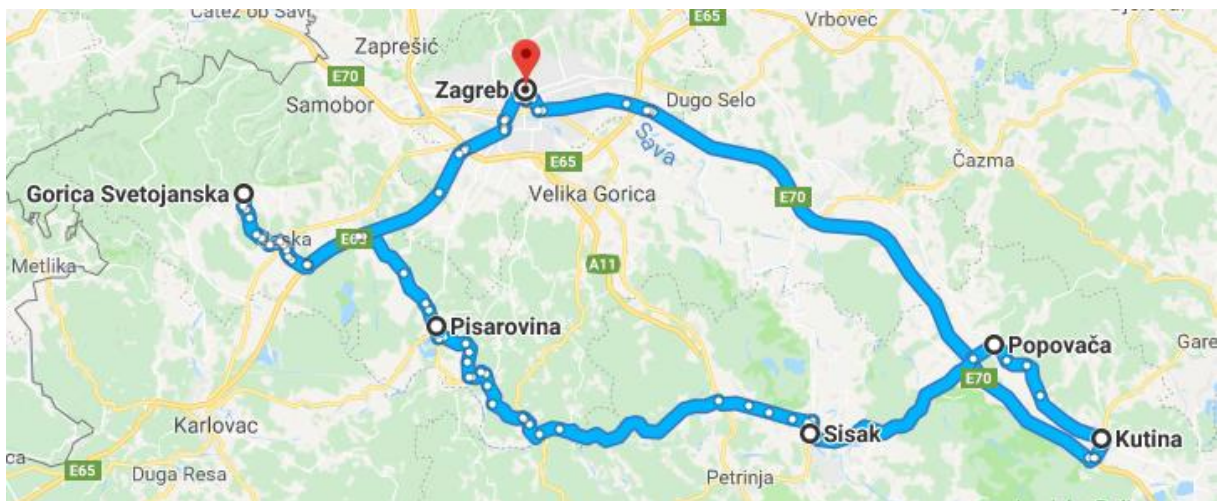 Čatež ob Savi
Zaprešić
E65
Vrbovec
E70
Samobor
Zagreb
Dugo Selo
Sava
E65
Čazma
Gorica Svetojanska
Velika Gorica
E70
Metlika
A11
Pisarovina
Popovača
Gare
E70
Karlovac
Sisak
Kutina
E65
Duga Resa
Petrinja